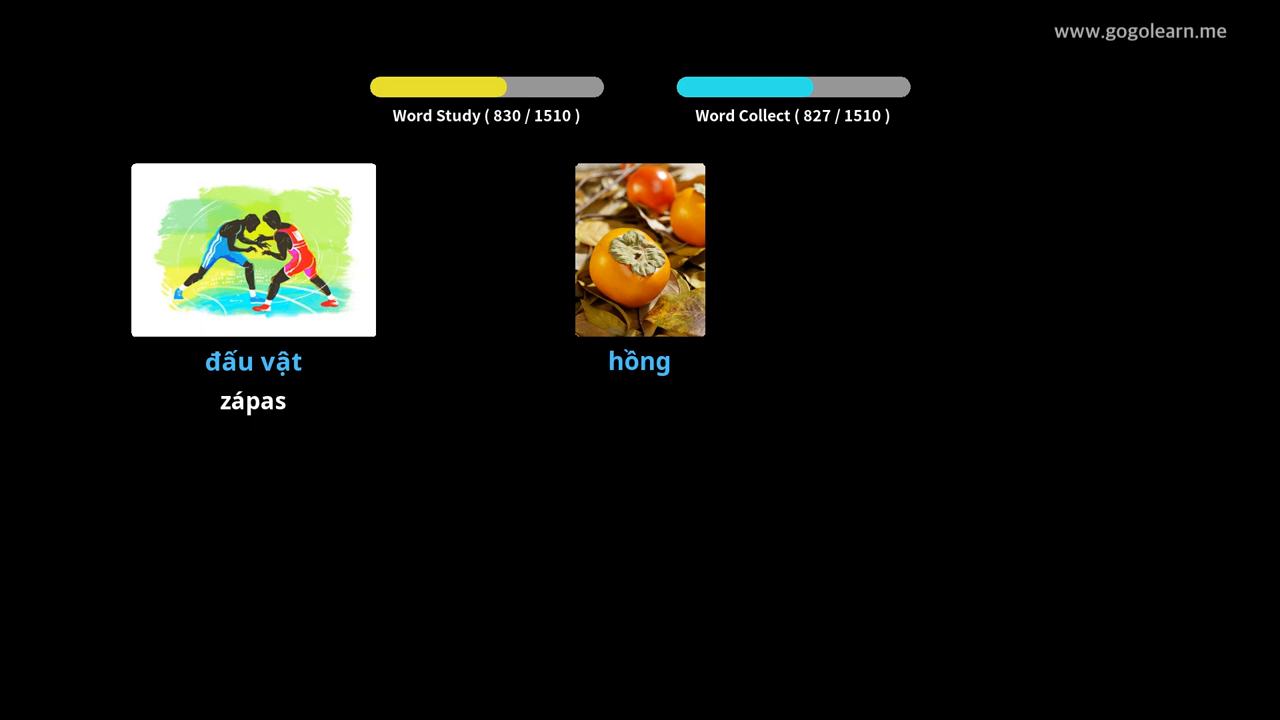 www.gogolearn.me
Word Study ( 830 / 1510 )
Word Collect ( 827 / 1510 )
đấu vật
hồng
zápas